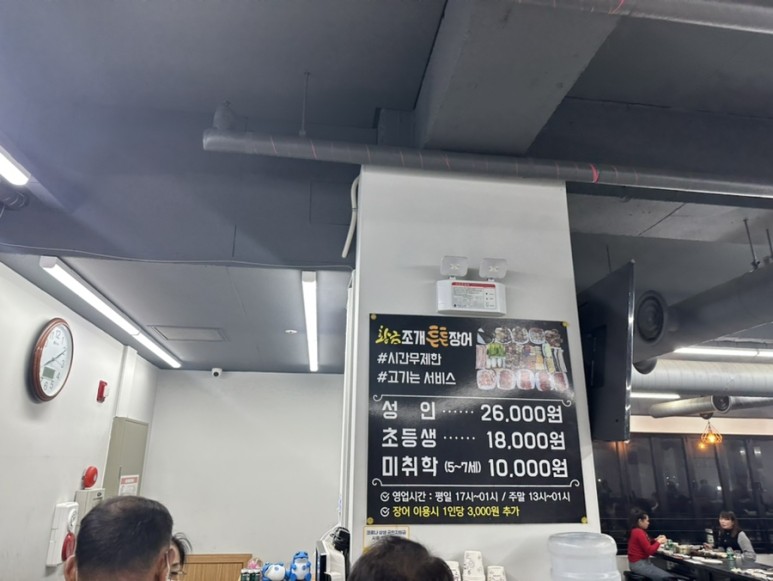 황금조개튼튼장어
#시간무제한
#고기는 서비스
성 인 ······ 26,000원
초등생 ······ 18,000원
미취학 (5~7세) 10,000원
영업시간 : 평일 17시~01시 / 주말 13시~01시
장어 이용시 1인당 3,000원 추가